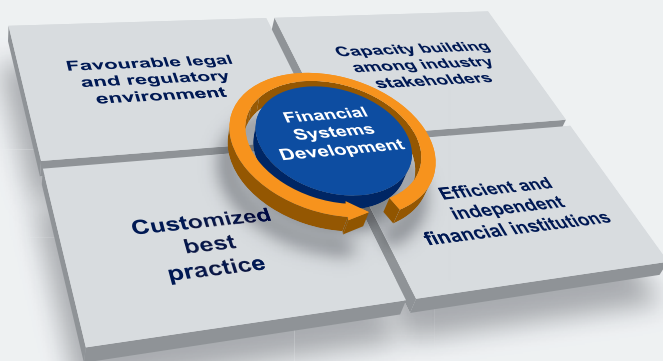 Favourable legal
and regulatory
environment
Capacity building
among industry
stakeholders
Financial
Systems
Development
Customized
best
practice
Efficient and
independent
financial institutions